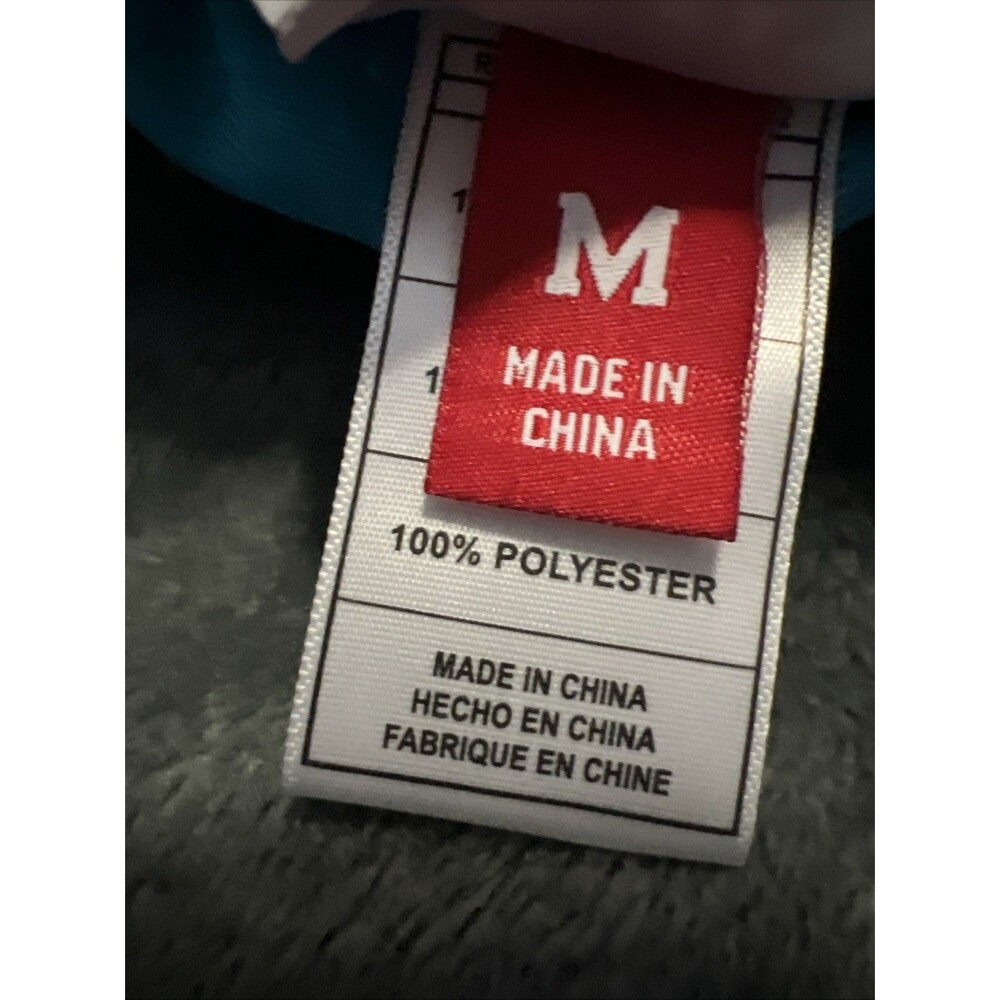 M
MADE IN
CHINA
100% POLYESTER
MADE IN CHINA
HECHO EN CHINA
FABRIQUE EN CHINE